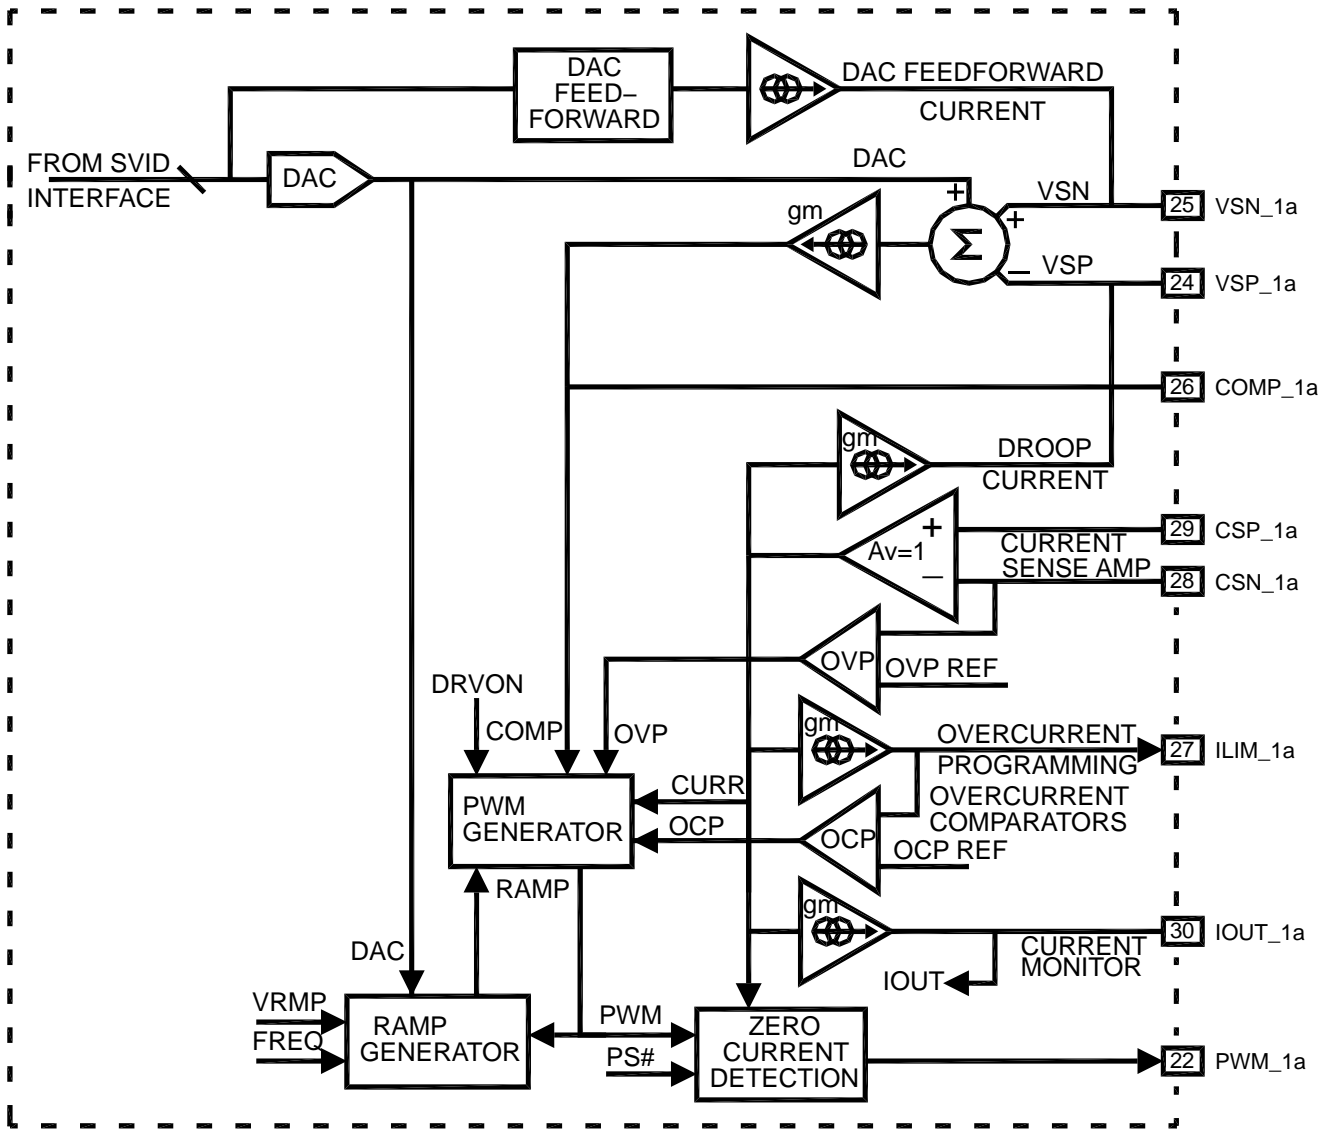 DAC
FEED–
FORWARD
DAC FEEDFORWARD
CURRENT
FROM SVID
INTERFACE
DAC
DAC
+
VSN
25
VSN_1a
gm
+
Σ
–
VSP
24
VSP_1a
26
COMP_1a
gm
DROOP
CURRENT
+
Av=1
–
29
CSP_1a
CURRENT
SENSE AMP
28
CSN_1a
OVP
OVP REF
DRVON
COMP
OVP
gm
OVERCURRENT
PROGRAMMING
27
ILIM_1a
CURR
PWM
GENERATOR
OCP
OVERCURRENT
COMPARATORS
OCP
OCP REF
RAMP
gm
30
IOUT_1a
CURRENT
MONITOR
IOUT
DAC
VRMP
FREQ
RAMP
GENERATOR
PWM
PS#
ZERO
CURRENT
DETECTION
22
PWM_1a